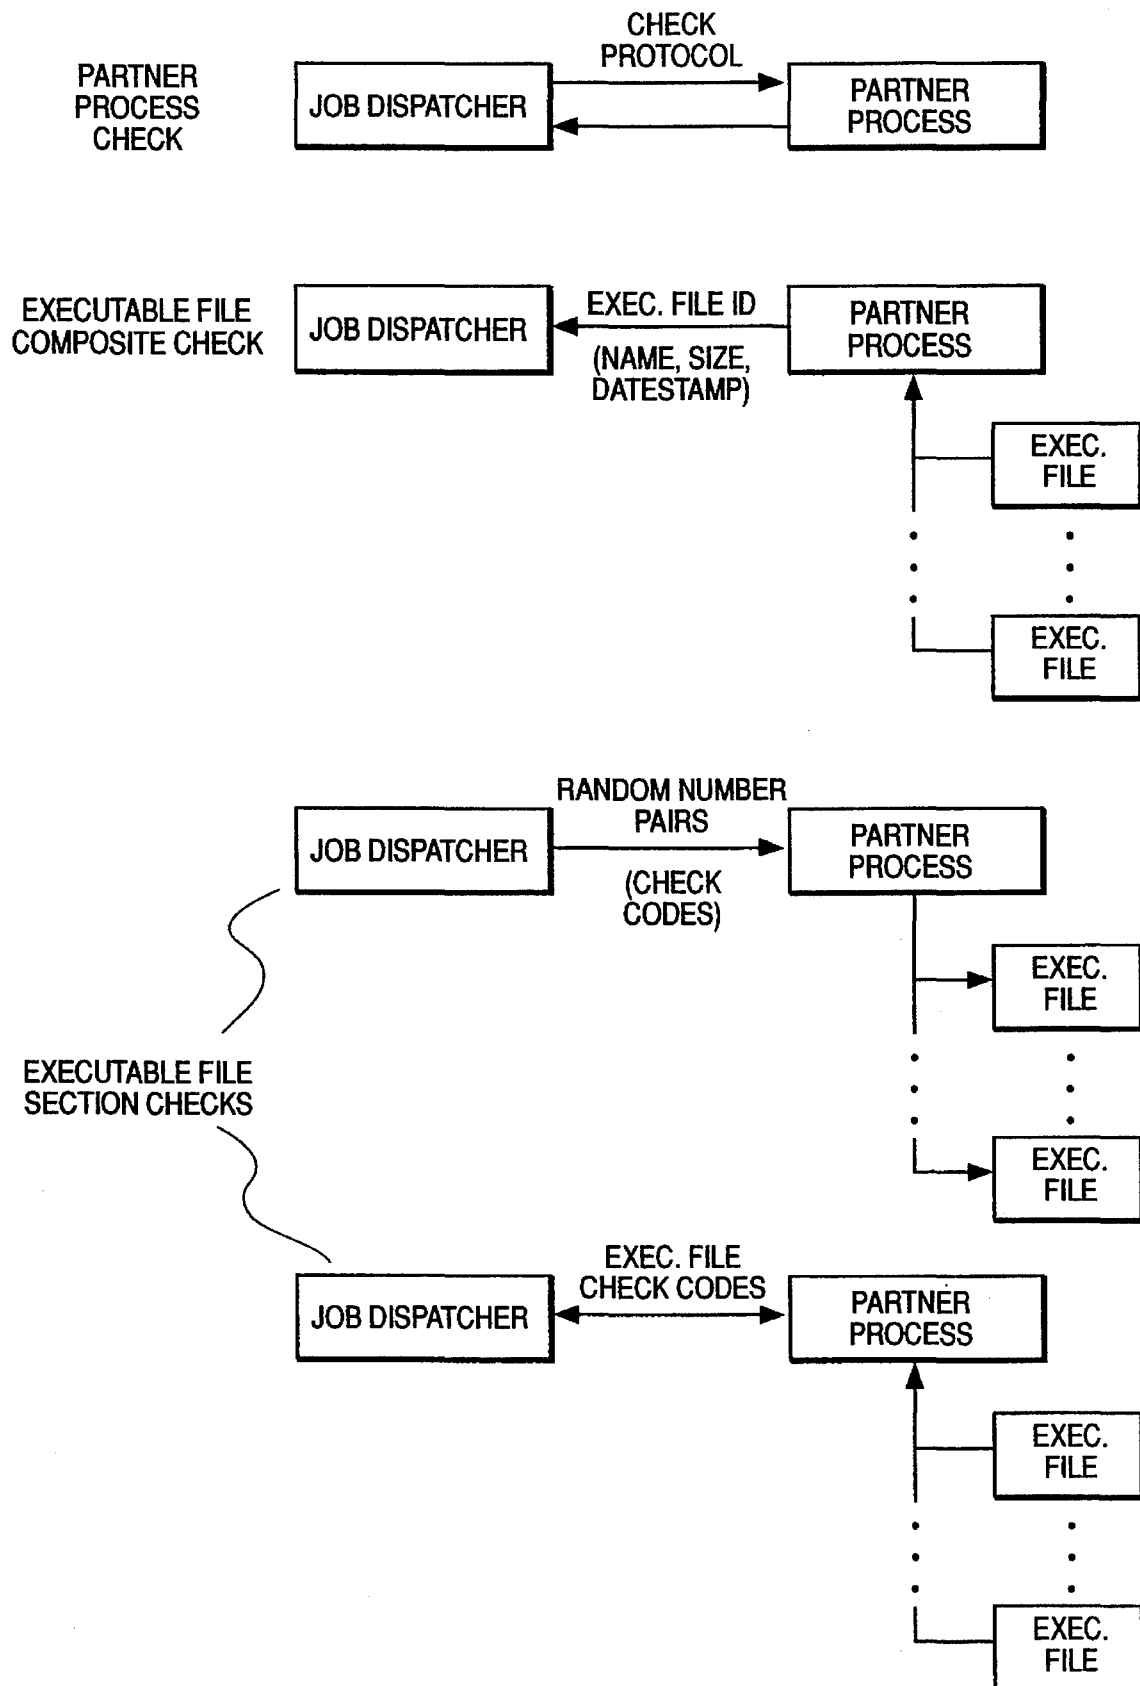 PARTNER
PROCESS
CHECK
JOB DISPATCHER
CHECK
PROTOCOL
PARTNER
PROCESS
EXECUTABLE FILE
COMPOSITE CHECK
JOB DISPATCHER
EXEC. FILE ID
(NAME, SIZE,
DATESTAMP)
PARTNER
PROCESS
EXEC.
FILE
EXEC.
FILE
EXECUTABLE FILE
SECTION CHECKS
JOB DISPATCHER
RANDOM NUMBER
PAIRS
(CHECK
CODES)
PARTNER
PROCESS
EXEC.
FILE
EXEC.
FILE
JOB DISPATCHER
EXEC. FILE
CHECK CODES
PARTNER
PROCESS
EXEC.
FILE
EXEC.
FILE